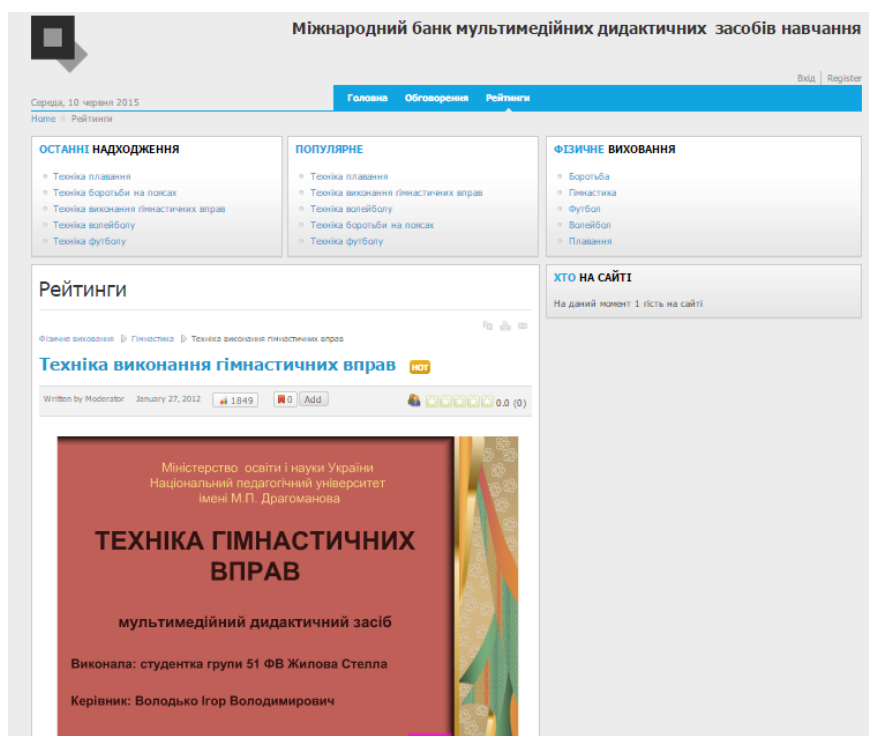 Міжнародний банк мультимедійних дидактичних засобів навчання
Вхід | Register
Середа, 10 червня 2015
Головна Обговорення Рейтинги
Home Рейтинги
ОСТАННІ НАДХОДЖЕННЯ
Техніка плавання
Техніка боротьби на поясах
Техніка виконання гімнастичних вправ
Техніка волейболу
Техніка футболу
ПОПУЛЯРНЕ
Техніка плавання
Техніка виконання гімнастичних вправ
Техніка волейболу
Техніка боротьби на поясах
Техніка футболу
ФІЗИЧНЕ ВИХОВАННЯ
Боротьба
Гімнастика
Футбол
Волейбол
Плавання
Рейтинги
Фізичне виховання Гімнастика Техніка виконання гімнастичних вправ
Техніка виконання гімнастичних вправ HOT
Written by Moderator January 27, 2012 1849 0 Add 0.0 (0)
Міністерство освіти і науки України
Національний педагогічний університет
імені М.П. Драгоманова
ТЕХНІКА ГІМНАСТИЧНИХ
ВПРАВ
мультимедійний дидактичний засіб
Виконала: студентка групи 51 ФВ Жилова Стелла
Керівник: Володько Ігор Володимирович
ХТО НА САЙТІ
На даний момент 1 гість на сайті